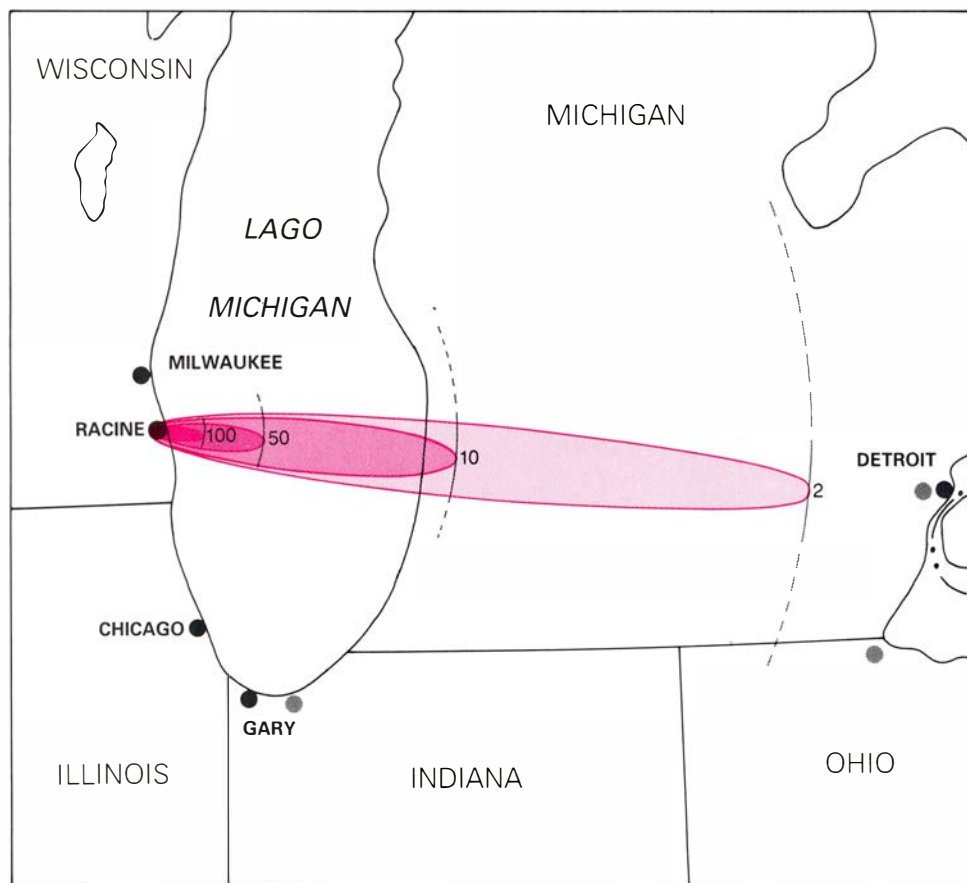 WISCONSIN
MICHIGAN
LAGO
MICHIGAN
MILWAUKEE
RACINE
100
50
10
2
DETROIT
CHICAGO
GARY
ILLINOIS
INDIANA
OHIO